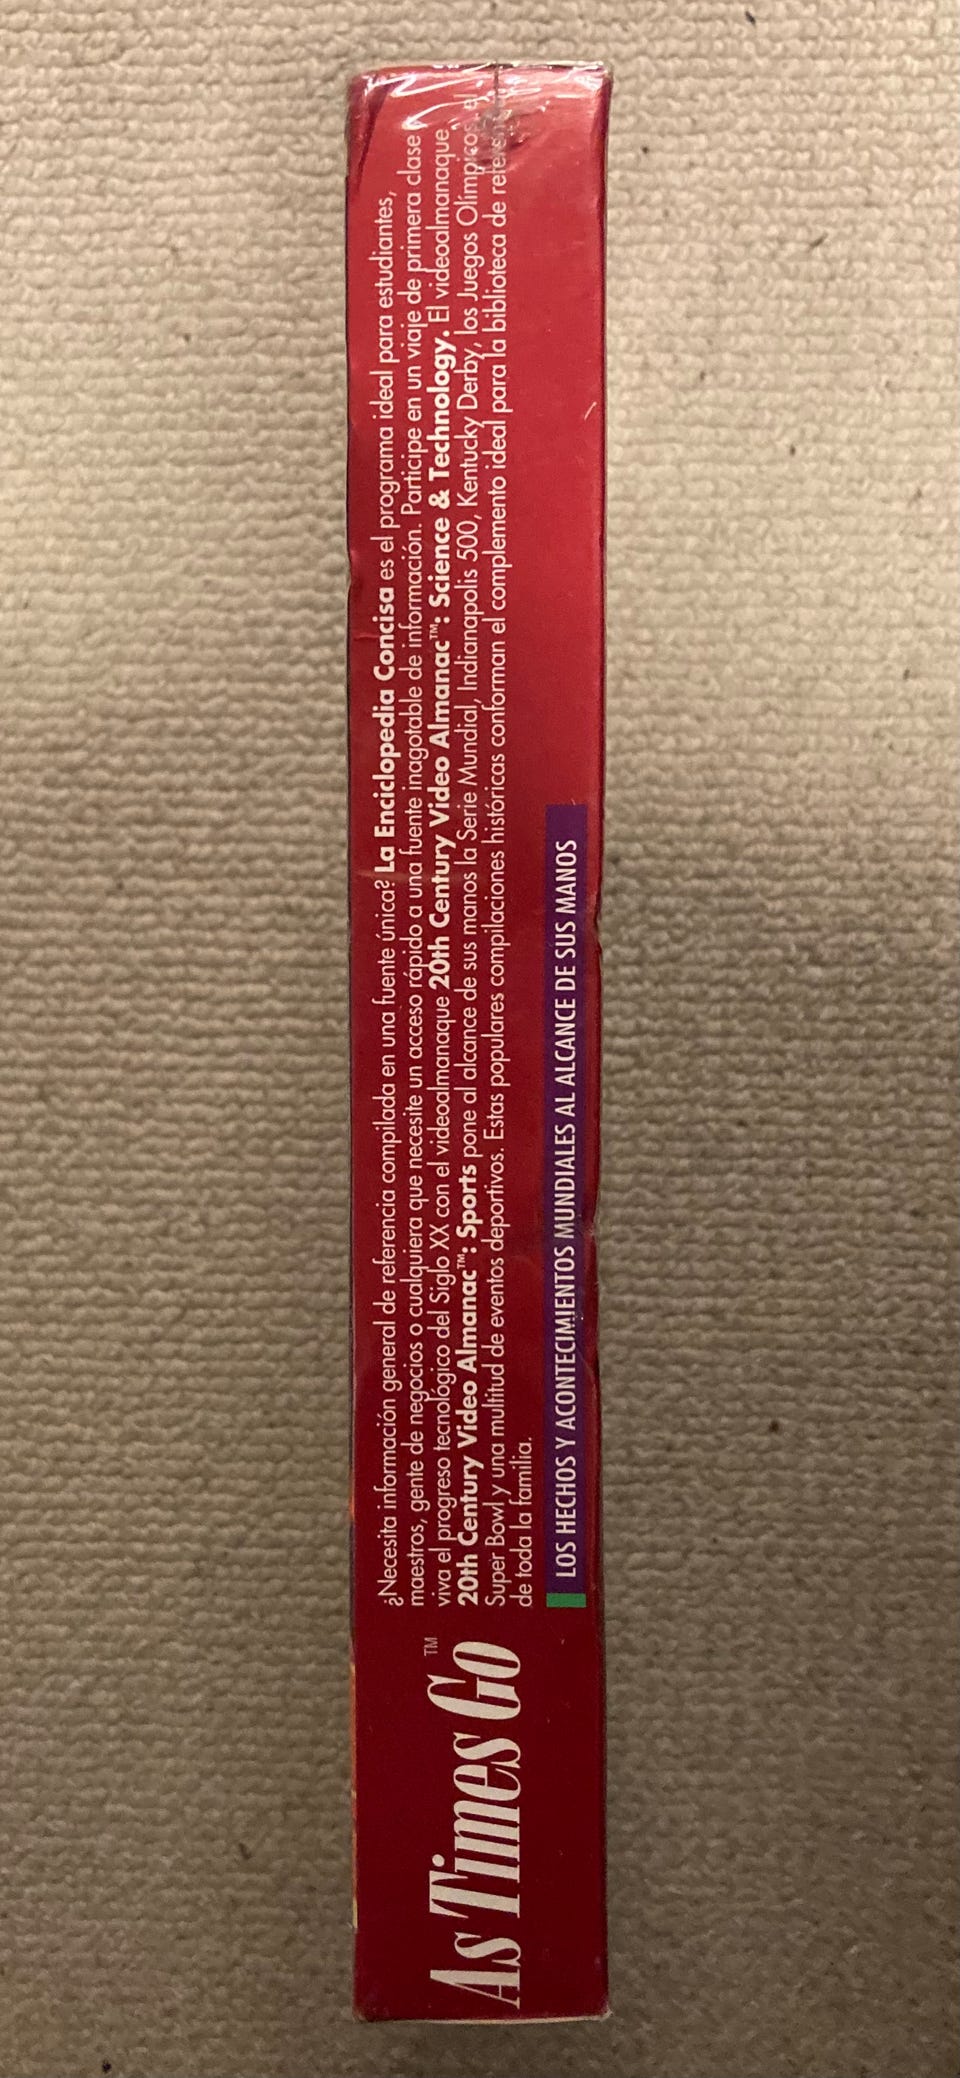 As Times Go™
¿Necesita información general de referencia compilada en una fuente única? La Enciclopedia Concisa es el programa ideal para estudiantes,
maestros, gente de negocios o cualquiera que necesite un acceso rápido a una fuente inagotable de información. Participe en un viaje de primera clase y
viva el progreso tecnológico del Siglo XX con el videoalmanaque 20th Century Video Almanac™: Science & Technology. El videoalmanaque
20th Century Video Almanac™: Sports pone al alcance de sus manos la Serie Mundial, Indianapolis 500, Kentucky Derby, los Juegos Olímpicos, el
Super Bowl y una multitud de eventos deportivos. Estas populares compilaciones históricas conforman el complemento ideal para la biblioteca de
de toda la familia.
LOS HECHOS Y ACONTECIMIENTOS MUNDIALES AL ALCANCE DE SUS MANOS